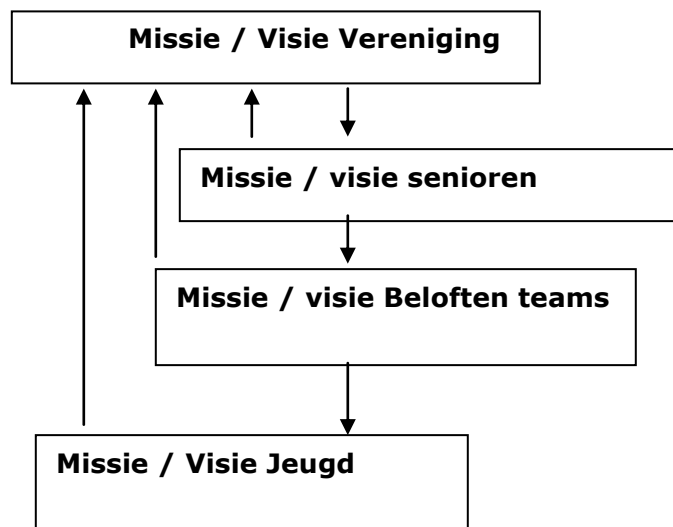 Missie / Visie Vereniging
Missie / visie senioren
Missie / visie Beloften teams
Missie / Visie Jeugd